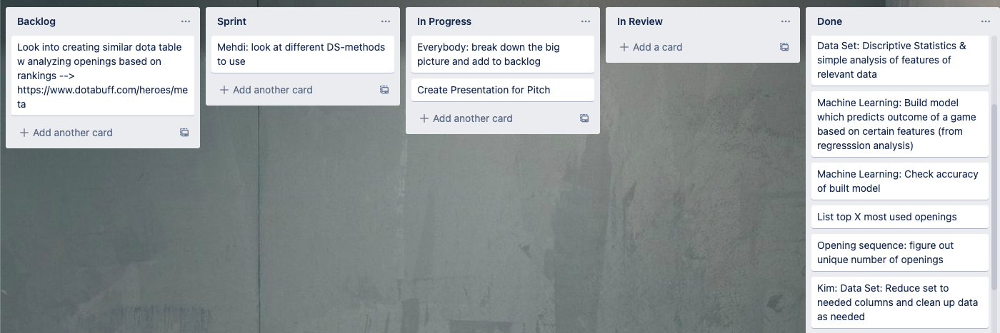 Backlog
Look into creating similar dota table
w analyzing openings based on
rankings -->
https://www.dotabuff.com/heroes/me
ta
Add another card
Sprint
Mehdi: look at different DS-methods
to use
Add another card
In Progress
Everybody: break down the big
picture and add to backlog
Create Presentation for Pitch
Add another card
In Review
Add a card
Done
Data Set: Discriptive Statistics &
simple analysis of features of
relevant data
Machine Learning: Build model
which predicts outcome of a game
based on certain features (from
regresssion analysis)
Machine Learning: Check accuracy
of built model
List top X most used openings
Opening sequence: figure out
unique number of openings
Kim: Data Set: Reduce set to
needed columns and clean up data
as needed